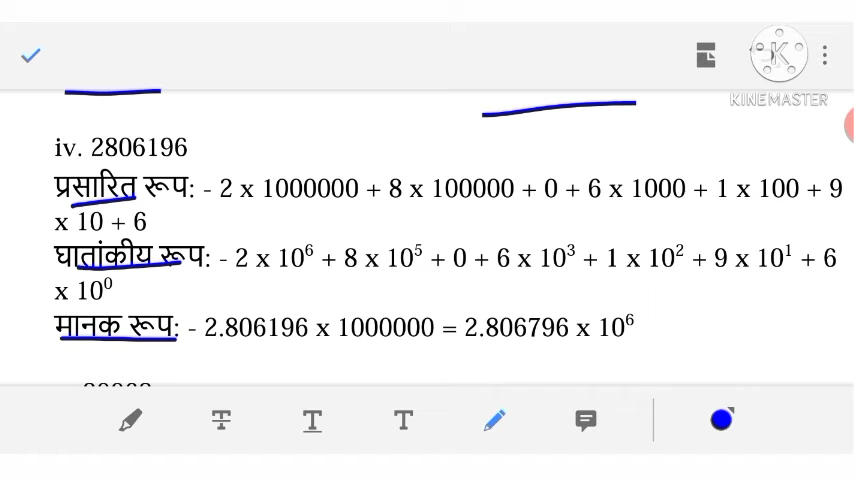 KINEMASTER
iv. 2806196
प्रसारित रूप: - 2 x 1000000 + 8 x 100000 + 0 + 6 x 1000 + 1 x 100 + 9
x 10 + 6
घातांकीय रूप: - 2 x 10⁶ + 8 x 10⁵ + 0 + 6 x 10³ + 1 x 10² + 9 x 10¹ + 6
x 10⁰
मानक रूप: - 2.806196 x 1000000 = 2.806796 x 10⁶